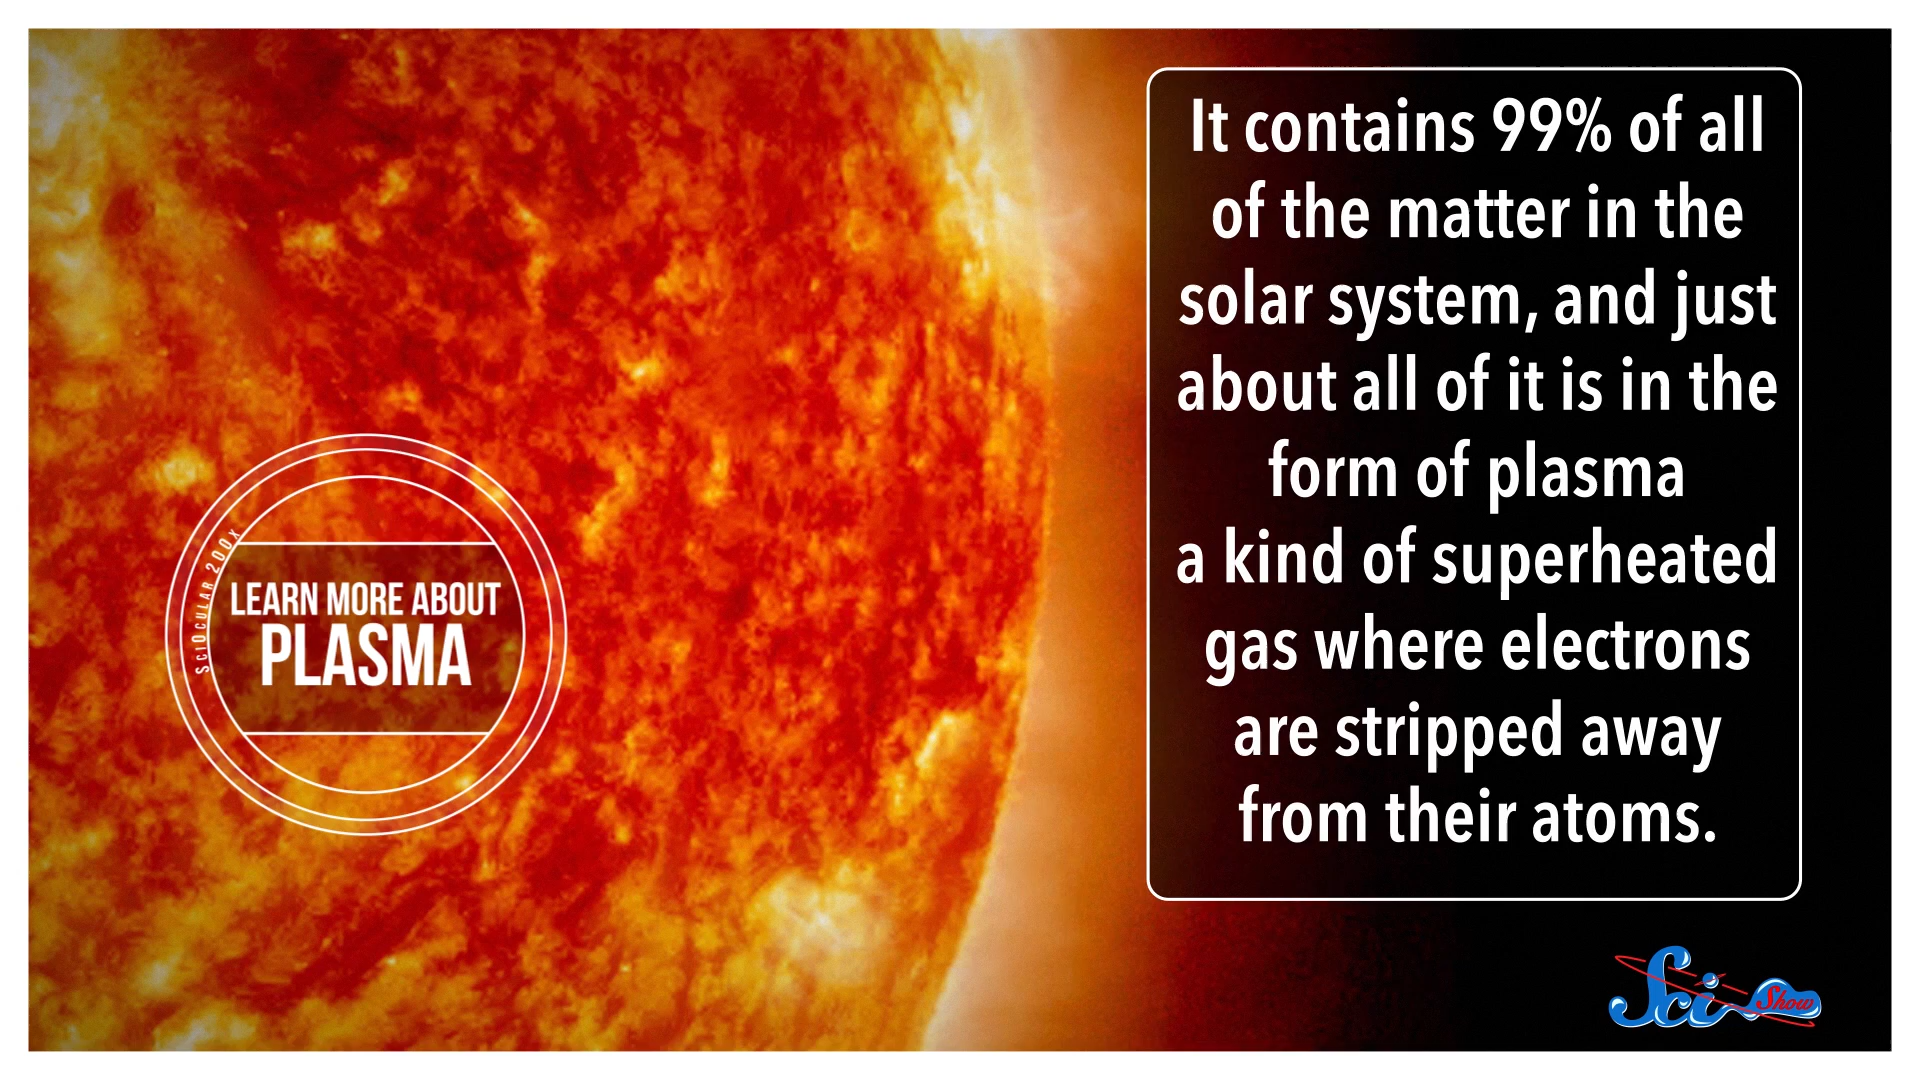 It contains 99% of all
of the matter in the
solar system, and just
about all of it is in the
form of plasma
a kind of superheated
gas where electrons
are stripped away
from their atoms.
SCIOCULAR 200X
LEARN MORE ABOUT
PLASMA
Sci Show